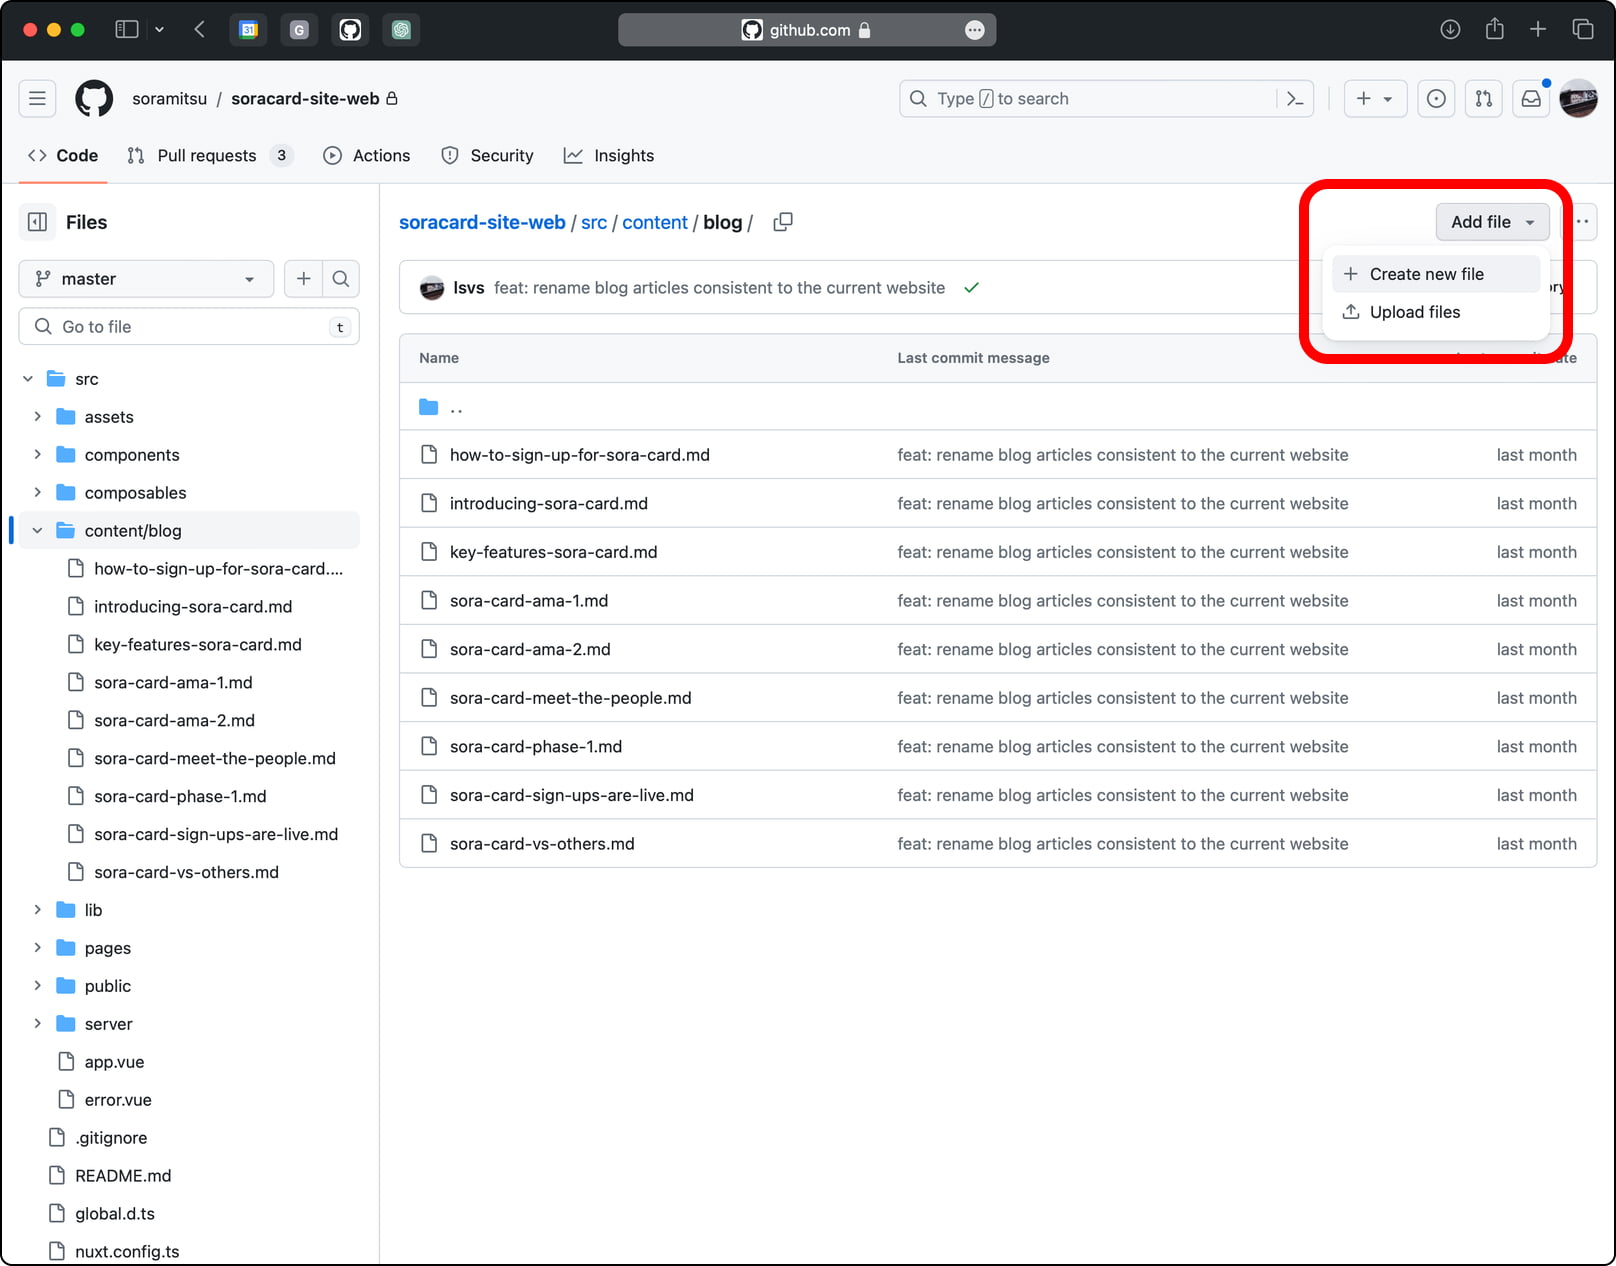 31
G
github.com
soramitsu / soracard-site-web
Type / to search
Code
Pull requests 3
Actions
Security
Insights
Files
master
Go to file
t
src
assets
components
composables
content/blog
how-to-sign-up-for-sora-card....
introducing-sora-card.md
key-features-sora-card.md
sora-card-ama-1.md
sora-card-ama-2.md
sora-card-meet-the-people.md
sora-card-phase-1.md
sora-card-sign-ups-are-live.md
sora-card-vs-others.md
lib
pages
public
server
app.vue
error.vue
.gitignore
README.md
global.d.ts
nuxt.config.ts
soracard-site-web / src / content / blog /
Add file
Create new file
Upload files
lsvs feat: rename blog articles consistent to the current website
Name Last commit message
..
how-to-sign-up-for-sora-card.md feat: rename blog articles consistent to the current website last month
introducing-sora-card.md feat: rename blog articles consistent to the current website last month
key-features-sora-card.md feat: rename blog articles consistent to the current website last month
sora-card-ama-1.md feat: rename blog articles consistent to the current website last month
sora-card-ama-2.md feat: rename blog articles consistent to the current website last month
sora-card-meet-the-people.md feat: rename blog articles consistent to the current website last month
sora-card-phase-1.md feat: rename blog articles consistent to the current website last month
sora-card-sign-ups-are-live.md feat: rename blog articles consistent to the current website last month
sora-card-vs-others.md feat: rename blog articles consistent to the current website last month